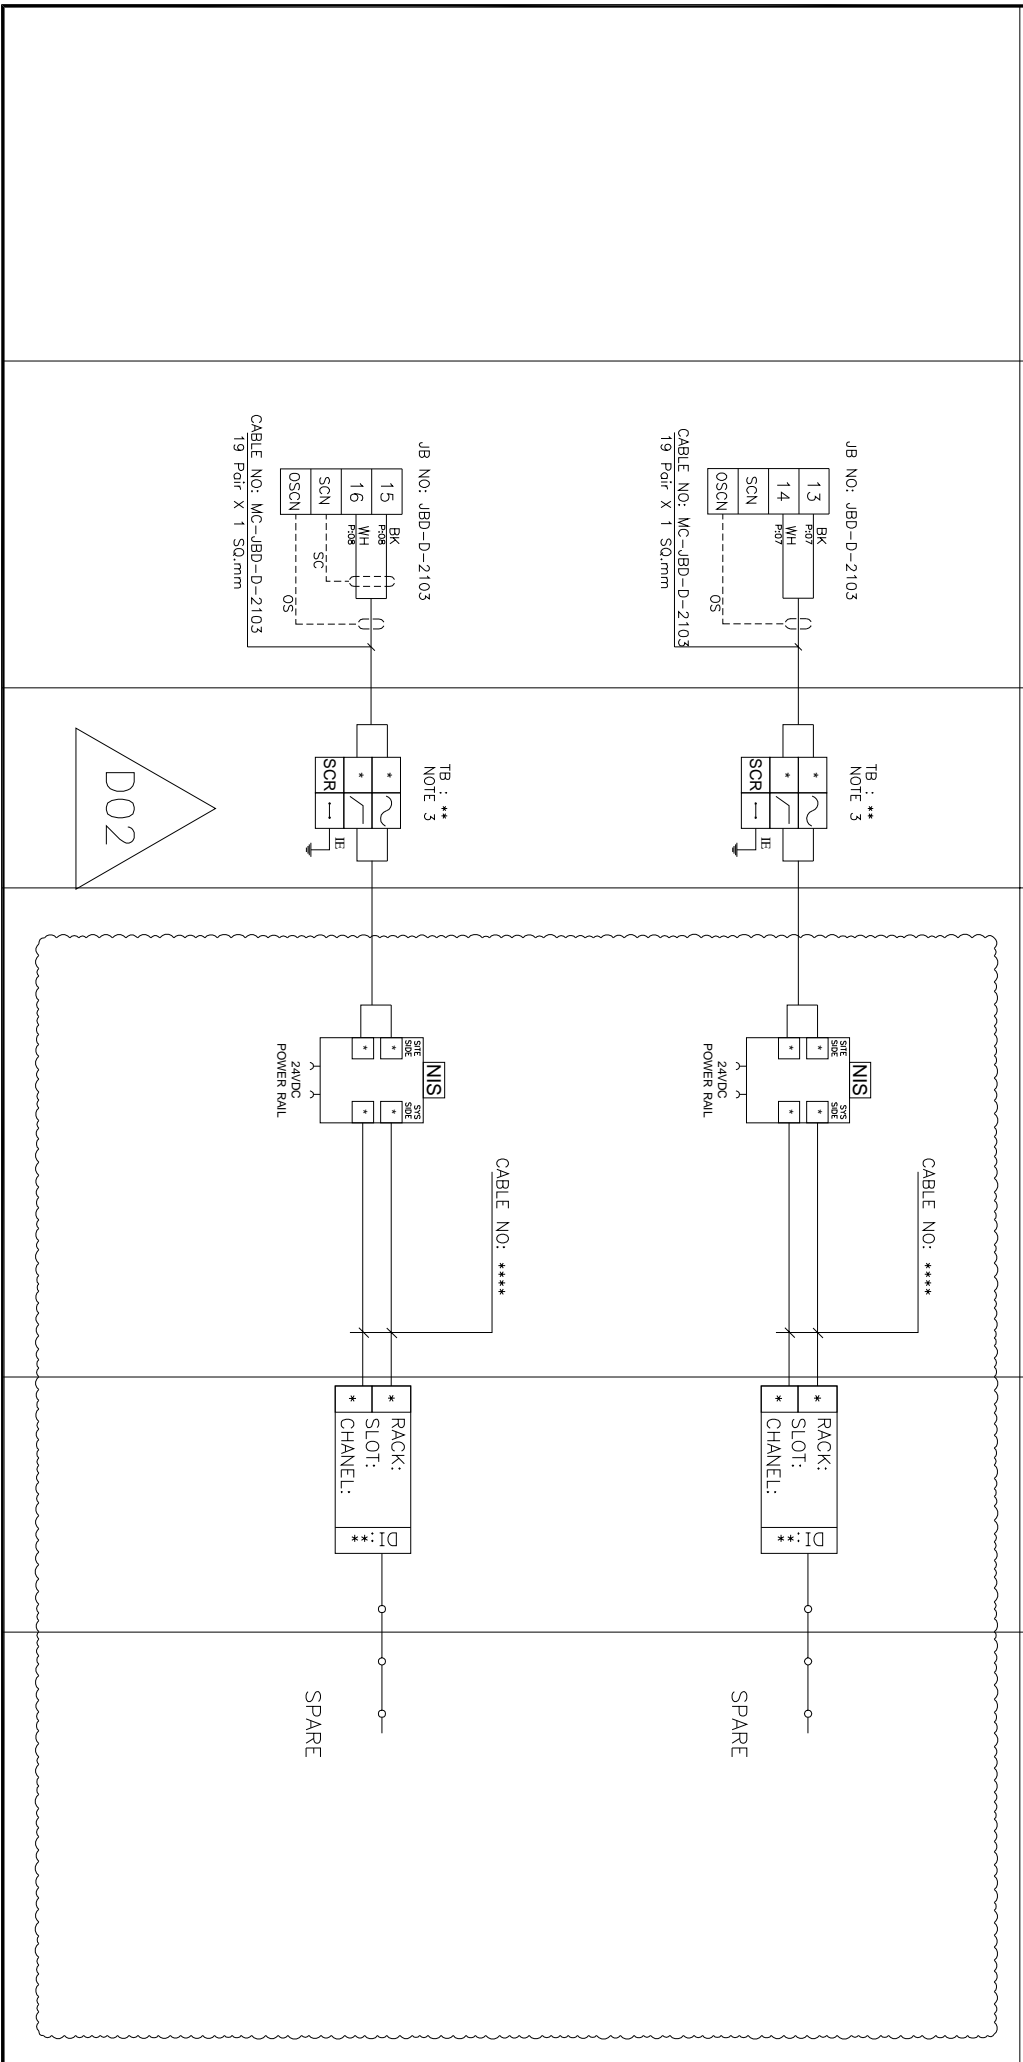 JB NO: JBD-D-2103
13
BK
P:07
14
WH
P:07
SCN
OSCN
OS
CABLE NO: MC-JBD-D-2103
19 Pair X 1 SQ.mm
TB : **
NOTE 3
*
*
SCR
IE
NIS
SITE SIDE
SYS SIDE
* *
* *
24VDC
POWER RAIL
CABLE NO: ****
*
*
RACK:
SLOT:
CHANEL:
DI:**
SPARE
JB NO: JBD-D-2103
15
BK
P:08
16
WH
P:08
SCN
SC
OSCN
OS
CABLE NO: MC-JBD-D-2103
19 Pair X 1 SQ.mm
TB : **
NOTE 3
*
*
SCR
IE
NIS
SITE SIDE
SYS SIDE
* *
* *
24VDC
POWER RAIL
CABLE NO: ****
*
*
RACK:
SLOT:
CHANEL:
DI:**
SPARE
D02